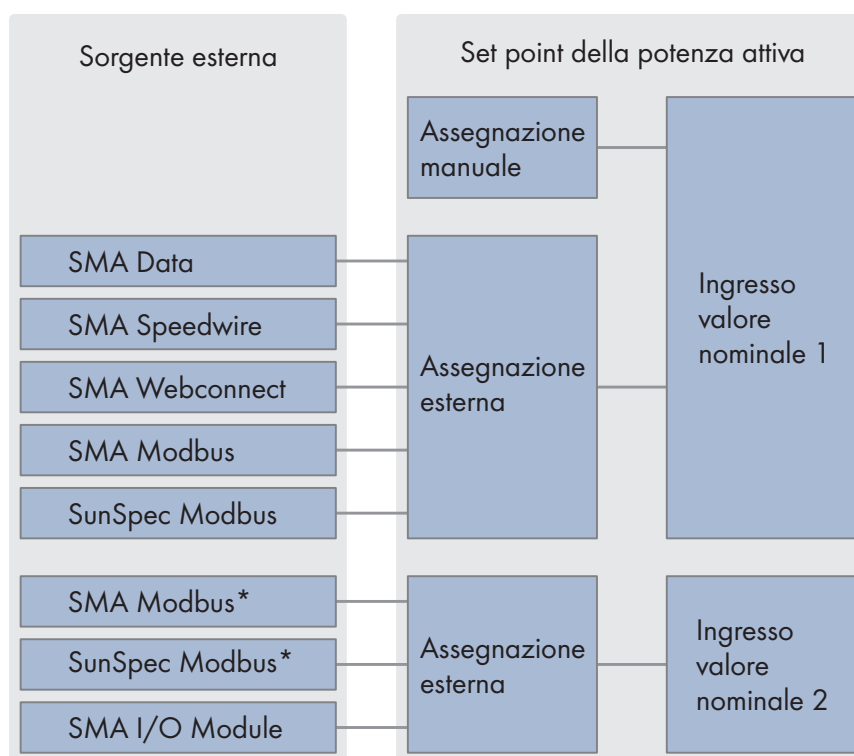 Sorgente esterna
Set point della potenza attiva
Assegnazione
manuale
SMA Data
SMA Speedwire
SMA Webconnect
SMA Modbus
SunSpec Modbus
Assegnazione
esterna
Ingresso
valore
nominale 1
SMA Modbus*
SunSpec Modbus*
SMA I/O Module
Assegnazione
esterna
Ingresso
valore
nominale 2